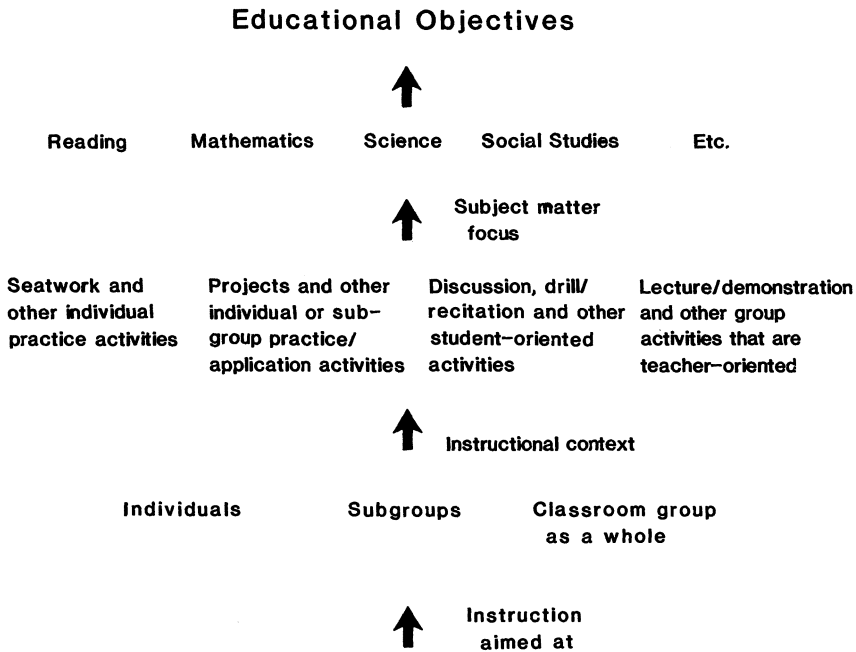 Educational Objectives
Reading Mathematics Science Social Studies Etc.
Subject matter
focus
Seatwork and
other individual
practice activities
Projects and other
individual or sub-
group practice/
application activities
Discussion, drill/
recitation and other
student-oriented
activities
Lecture/demonstration
and other group
activities that are
teacher-oriented
Instructional context
Individuals Subgroups Classroom group
as a whole
Instruction
aimed at